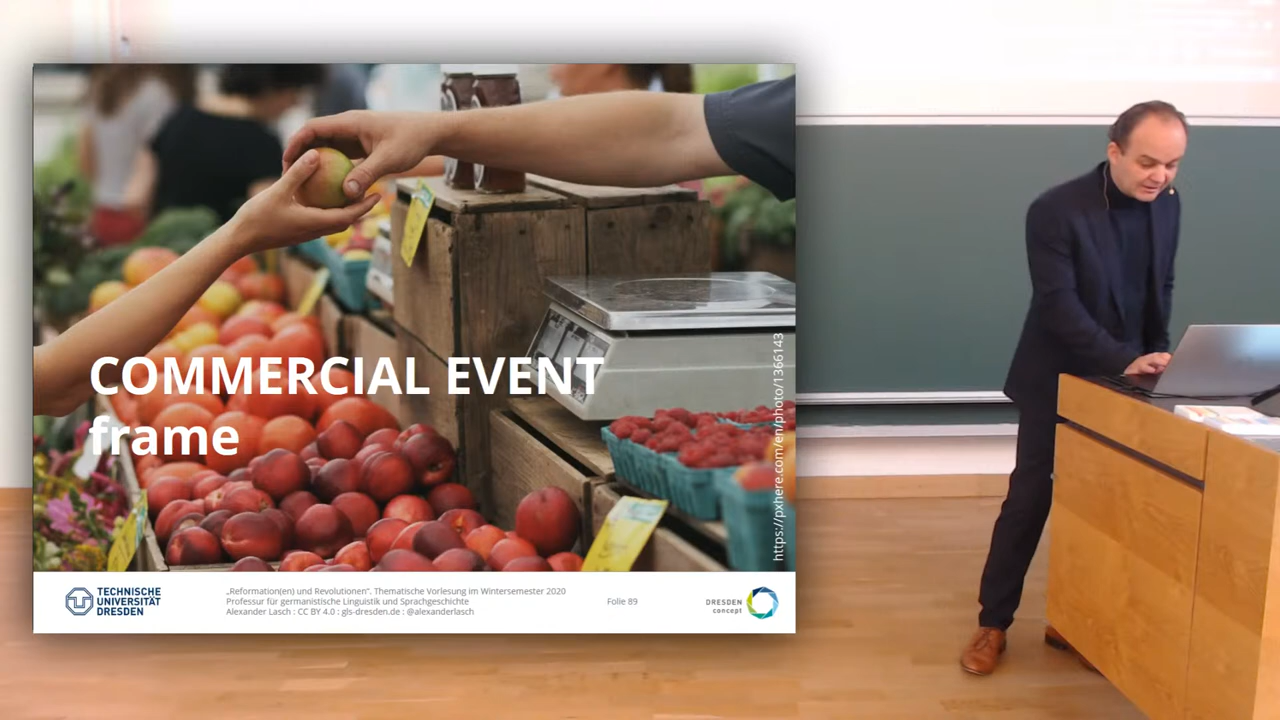 COMMERCIAL EVENT
frame
https://pxhere.com/en/photo/1366143
TECHNISCHE
UNIVERSITÄT
DRESDEN
„Reformation(en) und Revolutionen“. Thematische Vorlesung im Wintersemester 2020
Professur für germanistische Linguistik und Sprachgeschichte
Alexander Lasch : CC BY 4.0 : gls-dresden.de : @alexanderlasch
Folie 89
DRESDEN
concept